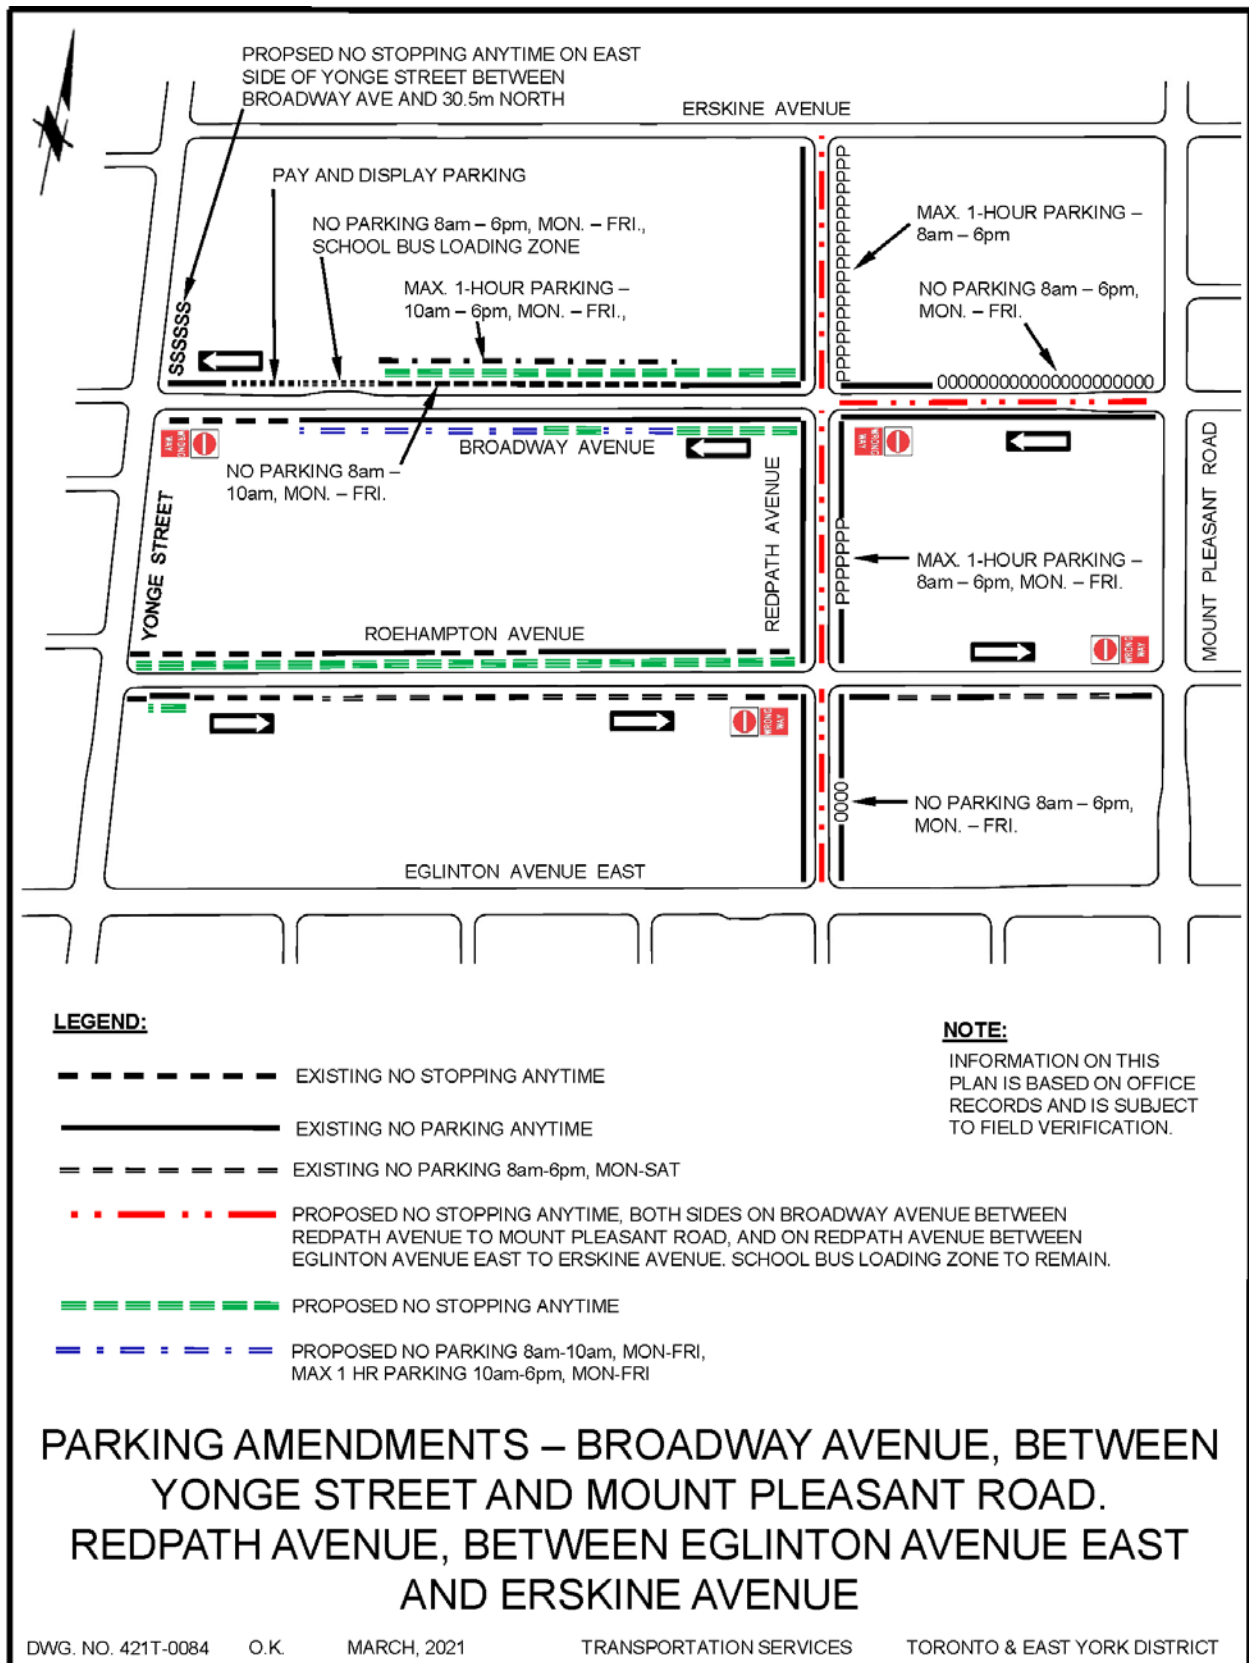 PROPSED NO STOPPING ANYTIME ON EAST
SIDE OF YONGE STREET BETWEEN
BROADWAY AVE AND 30.5m NORTH
ERSKINE AVENUE
PAY AND DISPLAY PARKING
NO PARKING 8am – 6pm, MON. – FRI.,
SCHOOL BUS LOADING ZONE
MAX. 1-HOUR PARKING –
10am – 6pm, MON. – FRI.,
MAX. 1-HOUR PARKING –
8am – 6pm
NO PARKING 8am – 6pm,
MON. – FRI.
SSSSSSS
WRONG WAY
BROADWAY AVENUE
NO PARKING 8am –
10am, MON. – FRI.
WRONG WAY
YONGE STREET
REDPATH AVENUE
MOUNT PLEASANT ROAD
PPPPPPP
MAX. 1-HOUR PARKING –
8am – 6pm, MON. – FRI.
ROEHAMPTON AVENUE
WRONG WAY
WRONG WAY
0000
NO PARKING 8am – 6pm,
MON. – FRI.
EGLINTON AVENUE EAST
LEGEND:
EXISTING NO STOPPING ANYTIME
EXISTING NO PARKING ANYTIME
EXISTING NO PARKING 8am-6pm, MON-SAT
PROPOSED NO STOPPING ANYTIME, BOTH SIDES ON BROADWAY AVENUE BETWEEN
REDPATH AVENUE TO MOUNT PLEASANT ROAD, AND ON REDPATH AVENUE BETWEEN
EGLINTON AVENUE EAST TO ERSKINE AVENUE. SCHOOL BUS LOADING ZONE TO REMAIN.
PROPOSED NO STOPPING ANYTIME
PROPOSED NO PARKING 8am-10am, MON-FRI,
MAX 1 HR PARKING 10am-6pm, MON-FRI
NOTE:
INFORMATION ON THIS
PLAN IS BASED ON OFFICE
RECORDS AND IS SUBJECT
TO FIELD VERIFICATION.
PARKING AMENDMENTS – BROADWAY AVENUE, BETWEEN
YONGE STREET AND MOUNT PLEASANT ROAD.
REDPATH AVENUE, BETWEEN EGLINTON AVENUE EAST
AND ERSKINE AVENUE
DWG. NO. 421T-0084 O.K. MARCH, 2021 TRANSPORTATION SERVICES TORONTO & EAST YORK DISTRICT